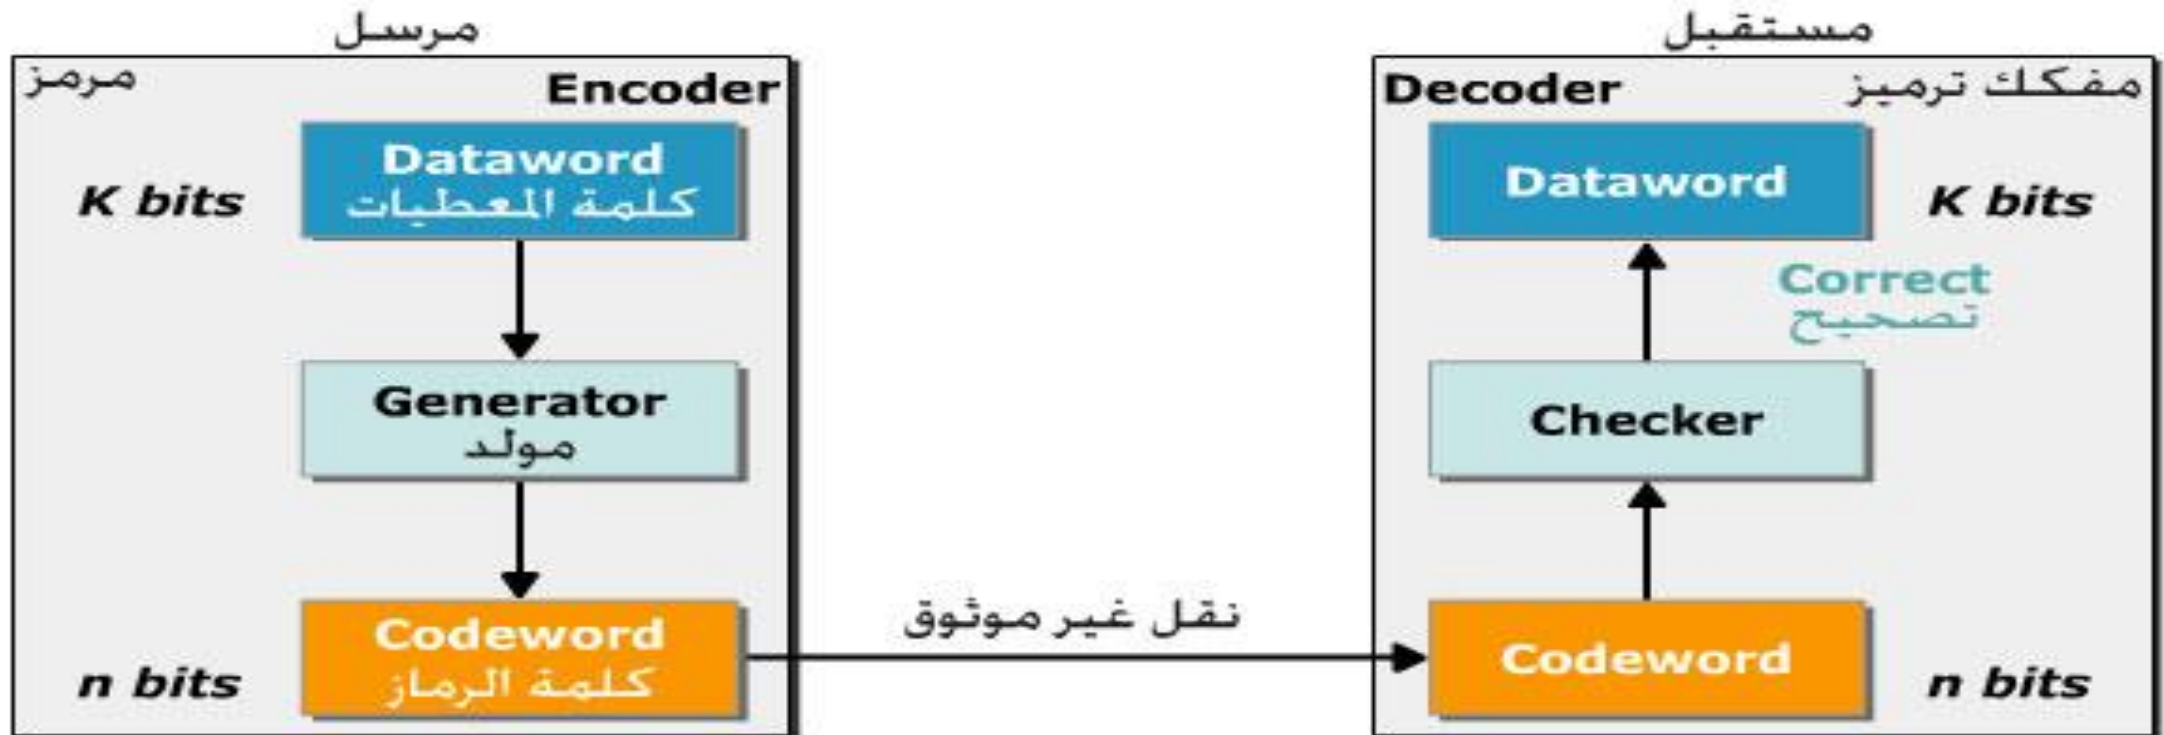 مرسل
مرمز
Encoder
K bits
Dataword
كلمة المعطيات
Generator
مولد
n bits
Codeword
كلمة الرماز
نقل غير موثوق
مستقبل
Decoder
مفكك ترميز
Dataword
K bits
Correct
تصحيح
Checker
Codeword
n bits